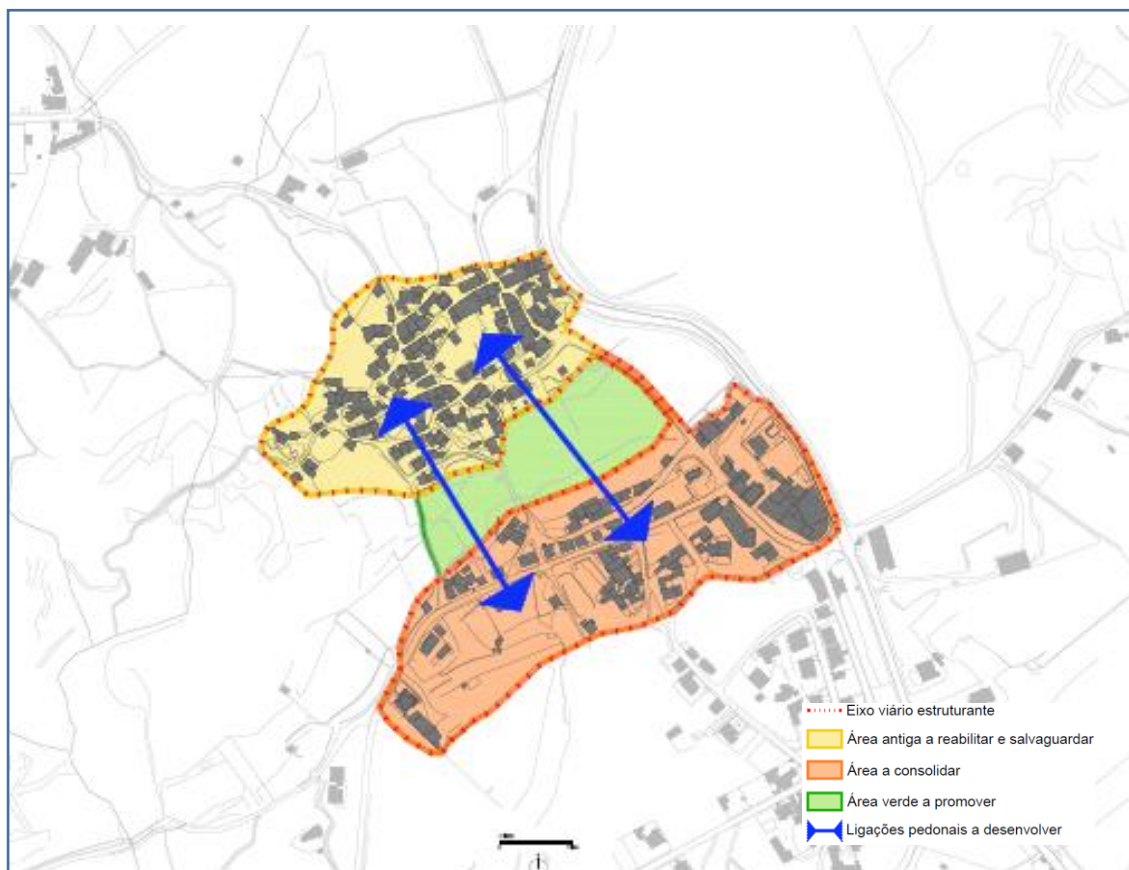 Eixo viário estruturante
Área antiga a reabilitar e salvaguardar
Área a consolidar
Área verde a promover
Ligações pedonais a desenvolver